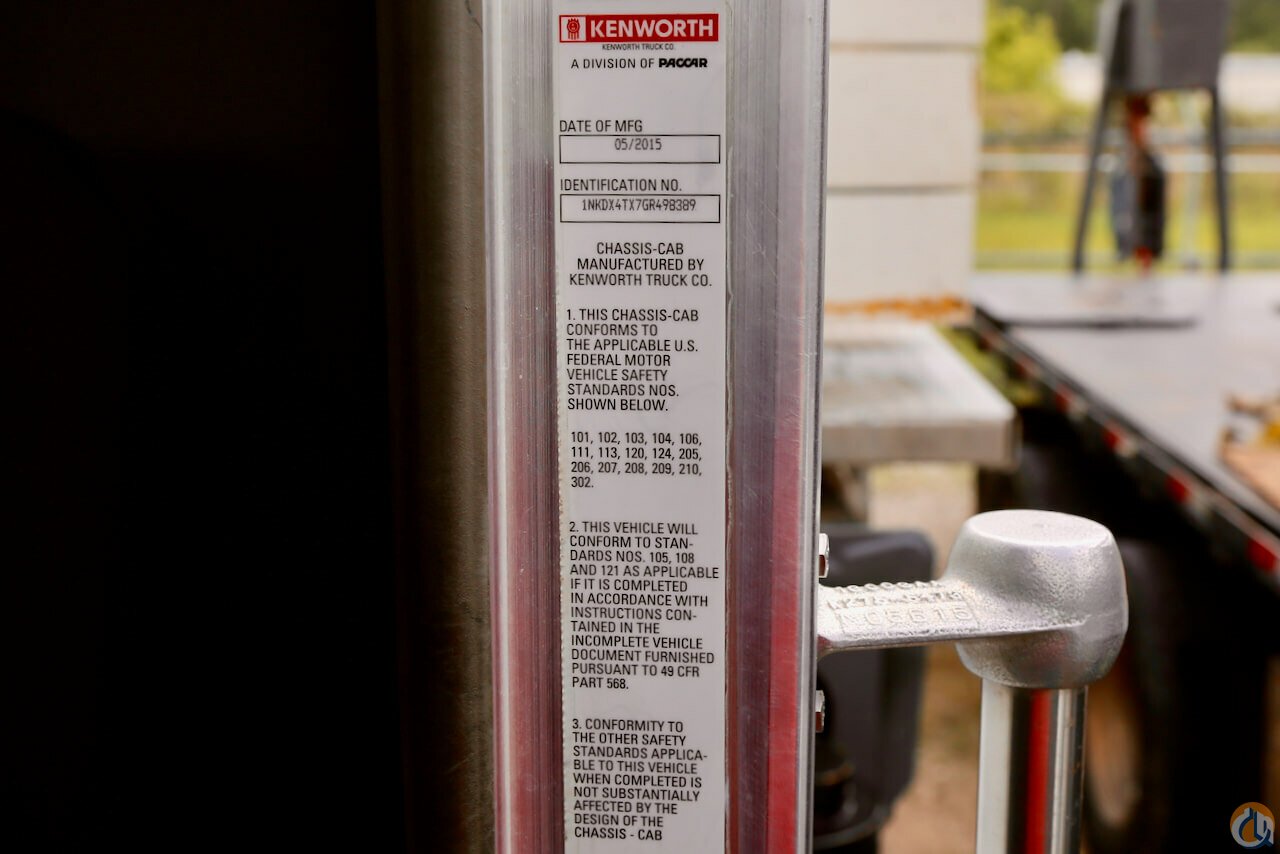 KENWORTH
KENWORTH TRUCK CO.
A DIVISION OF PACCAR
DATE OF MFG
05/2015
IDENTIFICATION NO.
1NKDX4TX7GR498389
CHASSIS-CAB
MANUFACTURED BY
KENWORTH TRUCK CO.
1. THIS CHASSIS-CAB
CONFORMS TO
THE APPLICABLE U.S.
FEDERAL MOTOR
VEHICLE SAFETY
STANDARDS NOS.
SHOWN BELOW.
101, 102, 103, 104, 106,
111, 113, 120, 124, 205,
206, 207, 208, 209, 210,
302.
2. THIS VEHICLE WILL
CONFORM TO STAN-
DARDS NOS. 105, 108
AND 121 AS APPLICABLE
IF IT IS COMPLETED
IN ACCORDANCE WITH
INSTRUCTIONS CON-
TAINED IN THE
INCOMPLETE VEHICLE
DOCUMENT FURNISHED
PURSUANT TO 49 CFR
PART 568.
3. CONFORMITY TO
THE OTHER SAFETY
STANDARDS APPLICA-
BLE TO THIS VEHICLE
WHEN COMPLETED IS
NOT SUBSTANTIALLY
AFFECTED BY THE
DESIGN OF THE
CHASSIS - CAB